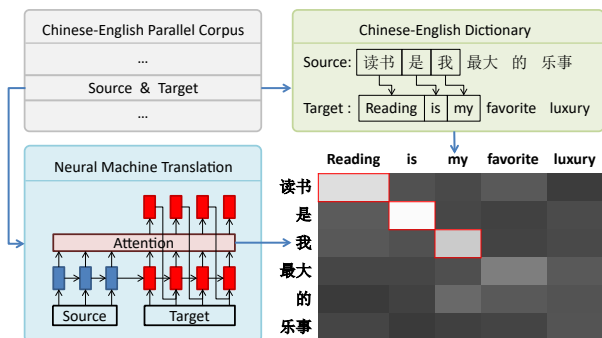 Chinese-English Parallel Corpus
...
Source & Target
...
Chinese-English Dictionary
Source: 读书 是 我 最大 的 乐事
Target : Reading is my favorite luxury
Neural Machine Translation
Attention
Source Target
Reading is my favorite luxury
读书
是
我
最大
的
乐事